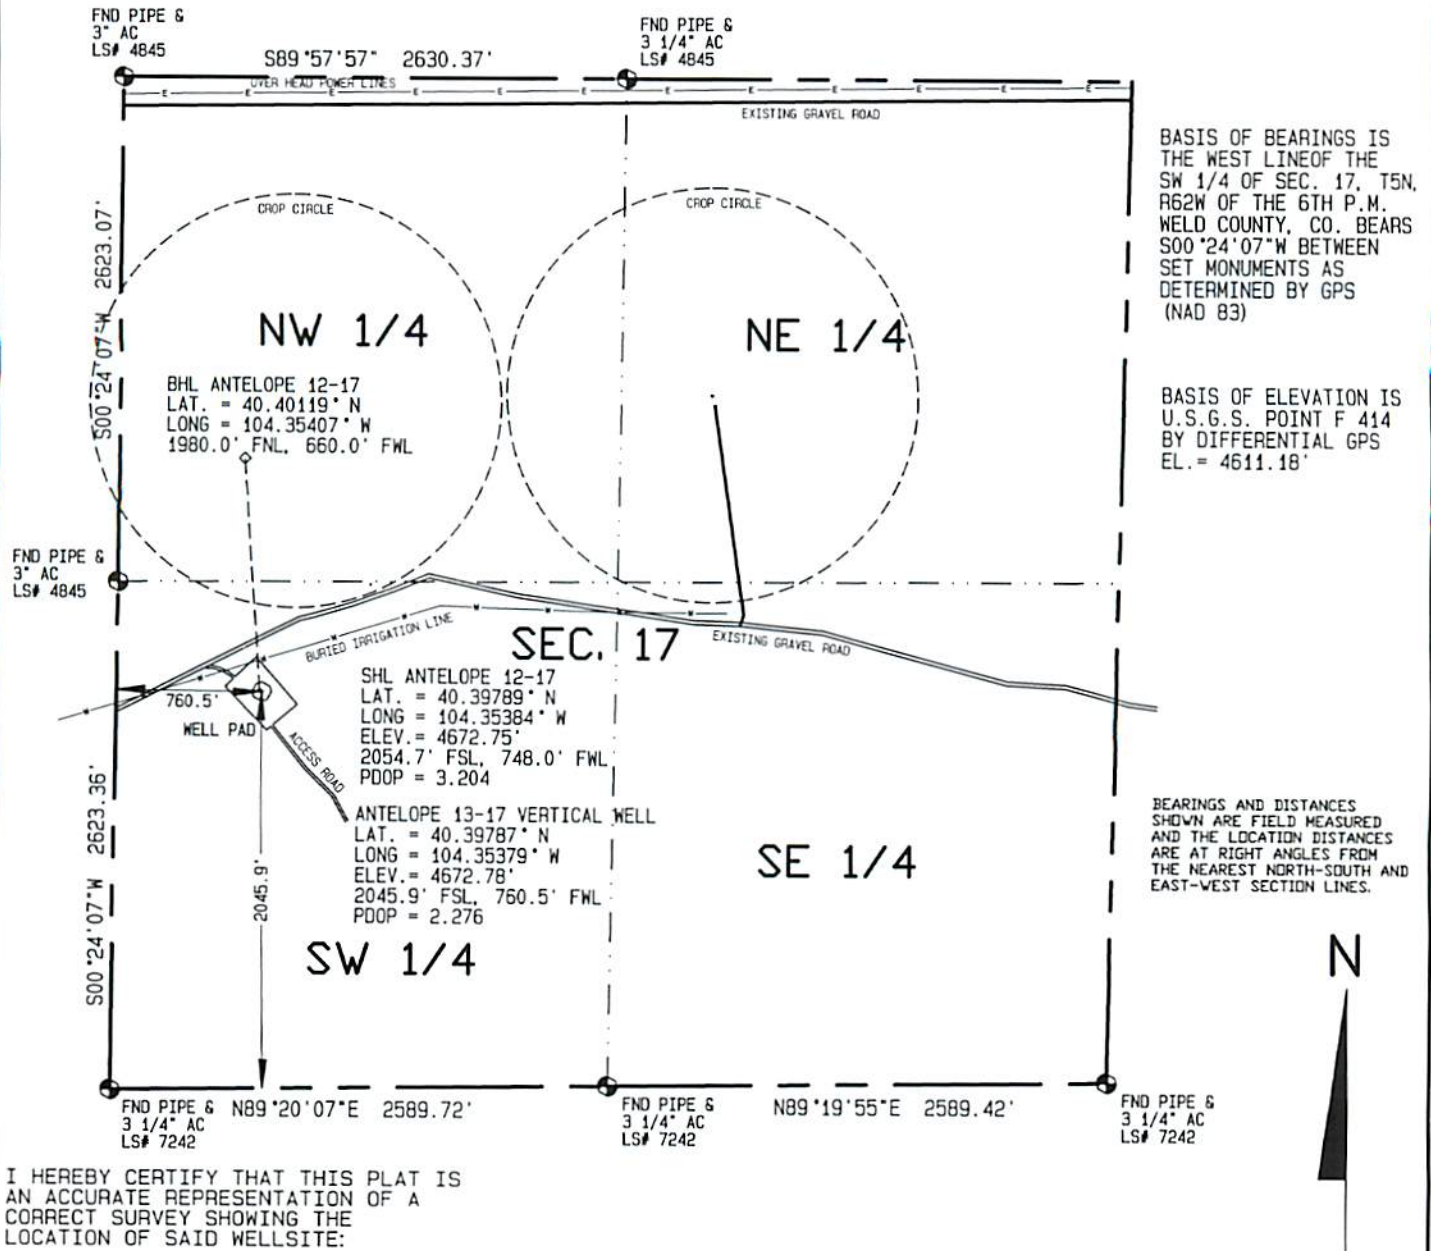 FND PIPE &
3" AC
LS# 4845
S89°57'57" 2630.37'
FND PIPE &
3 1/4" AC
LS# 4845
OVER HEAD POWER LINES
E E E E E E E E E E E E
EXISTING GRAVEL ROAD
BASIS OF BEARINGS IS
THE WEST LINEOF THE
SW 1/4 OF SEC. 17, T5N,
R62W OF THE 6TH P.M.
WELD COUNTY, CO. BEARS
S00°24'07"W BETWEEN
SET MONUMENTS AS
DETERMINED BY GPS
(NAD 83)
CROP CIRCLE
CROP CIRCLE
S00°24'07"W 2623.07'
NW 1/4
NE 1/4
BHL ANTELOPE 12-17
LAT. = 40.40119° N
LONG = 104.35407° W
1980.0' FNL, 660.0' FWL
BASIS OF ELEVATION IS
U.S.G.S. POINT F 414
BY DIFFERENTIAL GPS
EL.= 4611.18'
FND PIPE &
3" AC
LS# 4845
W W W W W W W W
BURIED IRRIGATION LINE
SEC. 17
EXISTING GRAVEL ROAD
760.5'
WELL PAD
ACCESS ROAD
SHL ANTELOPE 12-17
LAT. = 40.39789° N
LONG = 104.35384° W
ELEV.= 4672.75'
2054.7' FSL, 748.0' FWL
PDOP = 3.204
ANTELOPE 13-17 VERTICAL WELL
LAT. = 40.39787° N
LONG = 104.35379° W
ELEV.= 4672.78'
2045.9' FSL, 760.5' FWL
PDOP = 2.276
S00°24'07"W 2623.36'
2045.9'
SW 1/4
SE 1/4
BEARINGS AND DISTANCES
SHOWN ARE FIELD MEASURED
AND THE LOCATION DISTANCES
ARE AT RIGHT ANGLES FROM
THE NEAREST NORTH-SOUTH AND
EAST-WEST SECTION LINES.
N
FND PIPE &
3 1/4" AC
LS# 7242
N89°20'07"E 2589.72'
FND PIPE &
3 1/4" AC
LS# 7242
N89°19'55"E 2589.42'
FND PIPE &
3 1/4" AC
LS# 7242
I HEREBY CERTIFY THAT THIS PLAT IS
AN ACCURATE REPRESENTATION OF A
CORRECT SURVEY SHOWING THE
LOCATION OF SAID WELLSITE: